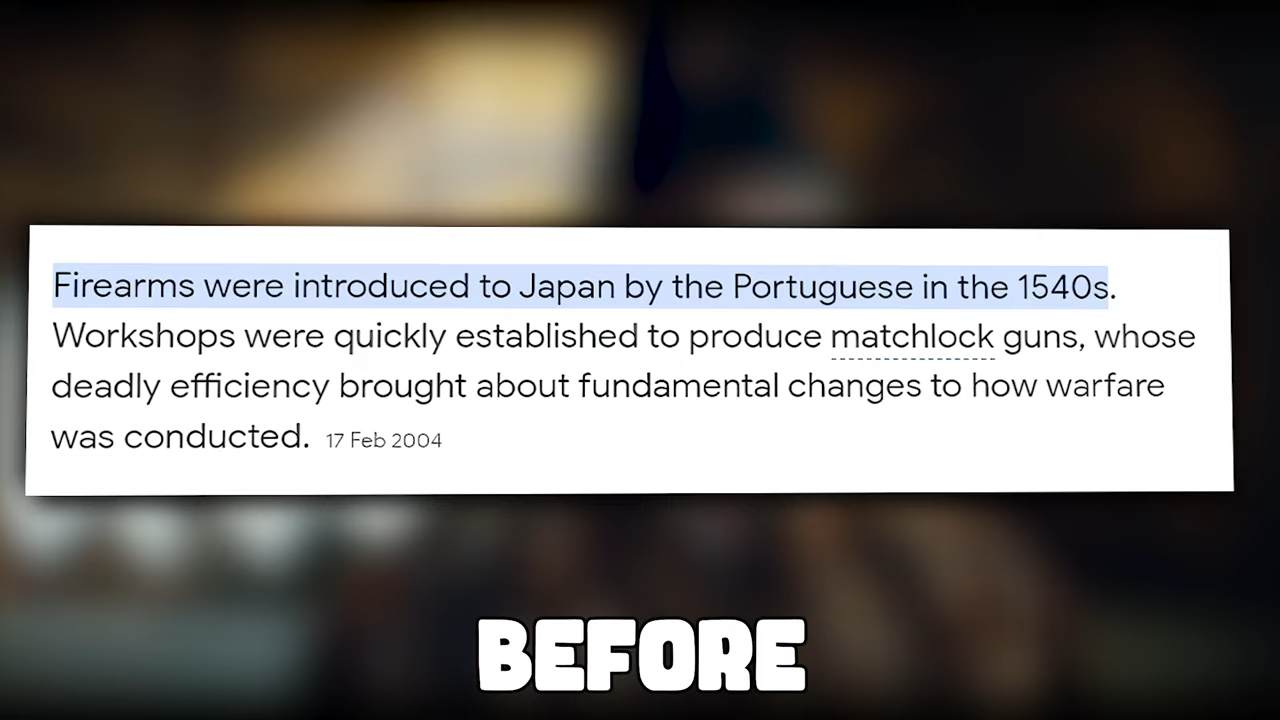 Firearms were introduced to Japan by the Portuguese in the 1540s.
Workshops were quickly established to produce matchlock guns, whose
deadly efficiency brought about fundamental changes to how warfare
was conducted. 17 Feb 2004
BEFORE